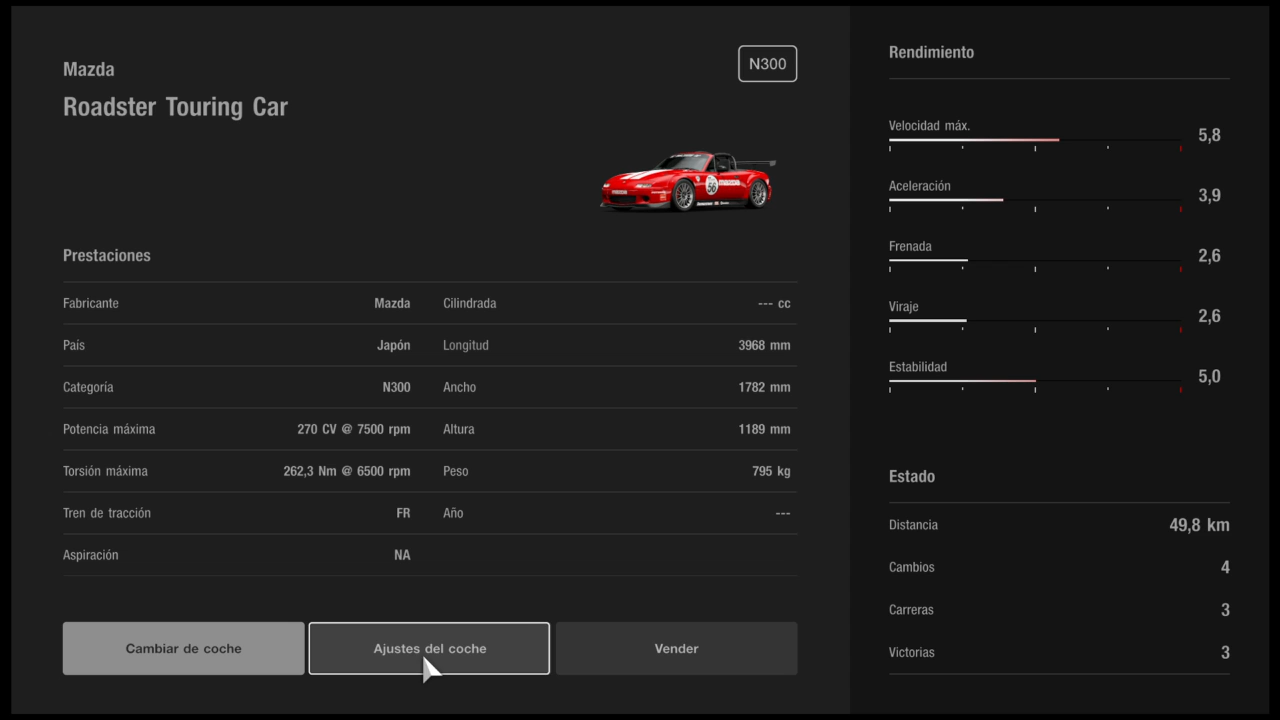 Mazda
N300
Roadster Touring Car
56
Prestaciones
Fabricante Mazda Cilindrada --- cc
País Japón Longitud 3968 mm
Categoría N300 Ancho 1782 mm
Potencia máxima 270 CV @ 7500 rpm Altura 1189 mm
Torsión máxima 262,3 Nm @ 6500 rpm Peso 795 kg
Tren de tracción FR Año ---
Aspiración NA
Cambiar de coche Ajustes del coche Vender
Rendimiento
Velocidad máx. 5,8
Aceleración 3,9
Frenada 2,6
Viraje 2,6
Estabilidad 5,0
Estado
Distancia 49,8 km
Cambios 4
Carreras 3
Victorias 3